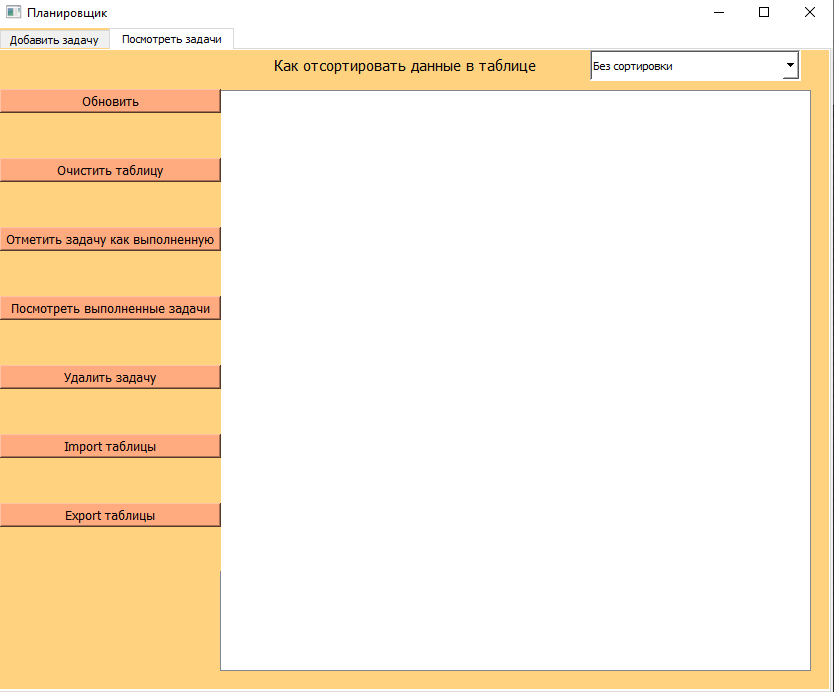 Планировщик
Добавить задачу
Посмотреть задачи
Как отсортировать данные в таблице
Без сортировки
Обновить
Очистить таблицу
Отметить задачу как выполненную
Посмотреть выполненные задачи
Удалить задачу
Import таблицы
Export таблицы